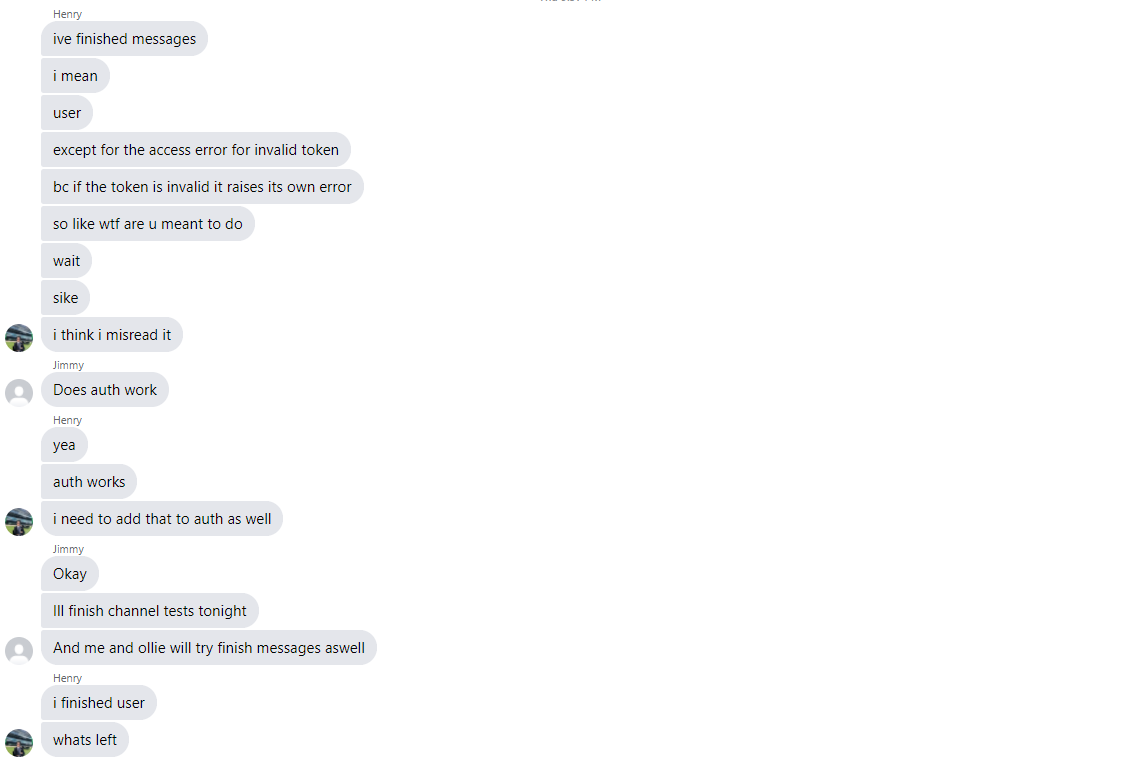 Henry
ive finished messages
i mean
user
except for the access error for invalid token
bc if the token is invalid it raises its own error
so like wtf are u meant to do
wait
sike
i think i misread it
Jimmy
Does auth work
Henry
yea
auth works
i need to add that to auth as well
Jimmy
Okay
Ill finish channel tests tonight
And me and ollie will try finish messages aswell
Henry
i finished user
whats left